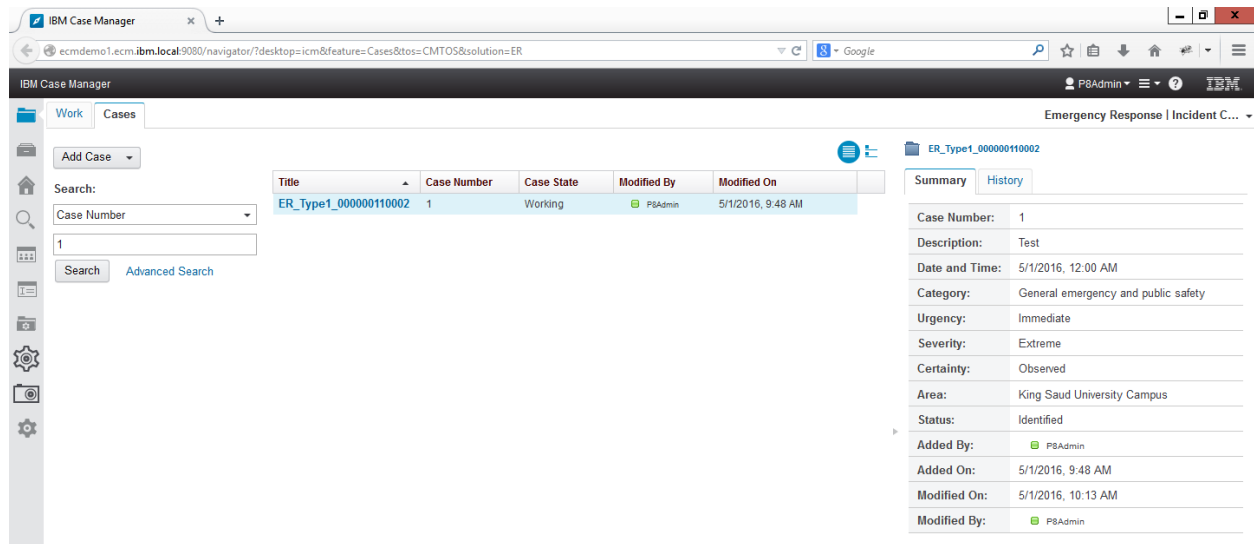 IBM Case Manager
ecmdemo1.ecm.ibm.local:9080/navigator/?desktop=icm&feature=Cases&tos=CMTOS&solution=ER
8 - Google
IBM Case Manager
P8Admin
IBM
Work Cases
Emergency Response | Incident C...
Add Case
Search:
Case Number
1
Search Advanced Search
Title Case Number Case State Modified By Modified On
ER_Type1_000000110002 1 Working P8Admin 5/1/2016, 9:48 AM
ER_Type1_000000110002
Summary History
Case Number: 1
Description: Test
Date and Time: 5/1/2016, 12:00 AM
Category: General emergency and public safety
Urgency: Immediate
Severity: Extreme
Certainty: Observed
Area: King Saud University Campus
Status: Identified
Added By: P8Admin
Added On: 5/1/2016, 9:48 AM
Modified On: 5/1/2016, 10:13 AM
Modified By: P8Admin